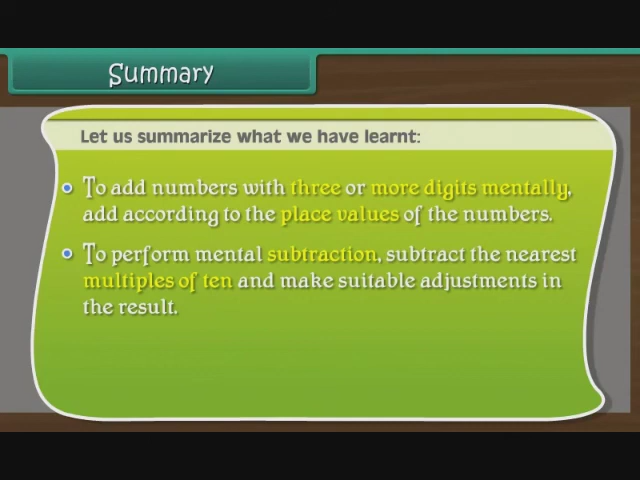 Summary
Let us summarize what we have learnt:
To add numbers with three or more digits mentally,
add according to the place values of the numbers.
To perform mental subtraction, subtract the nearest
multiples of ten and make suitable adjustments in
the result.